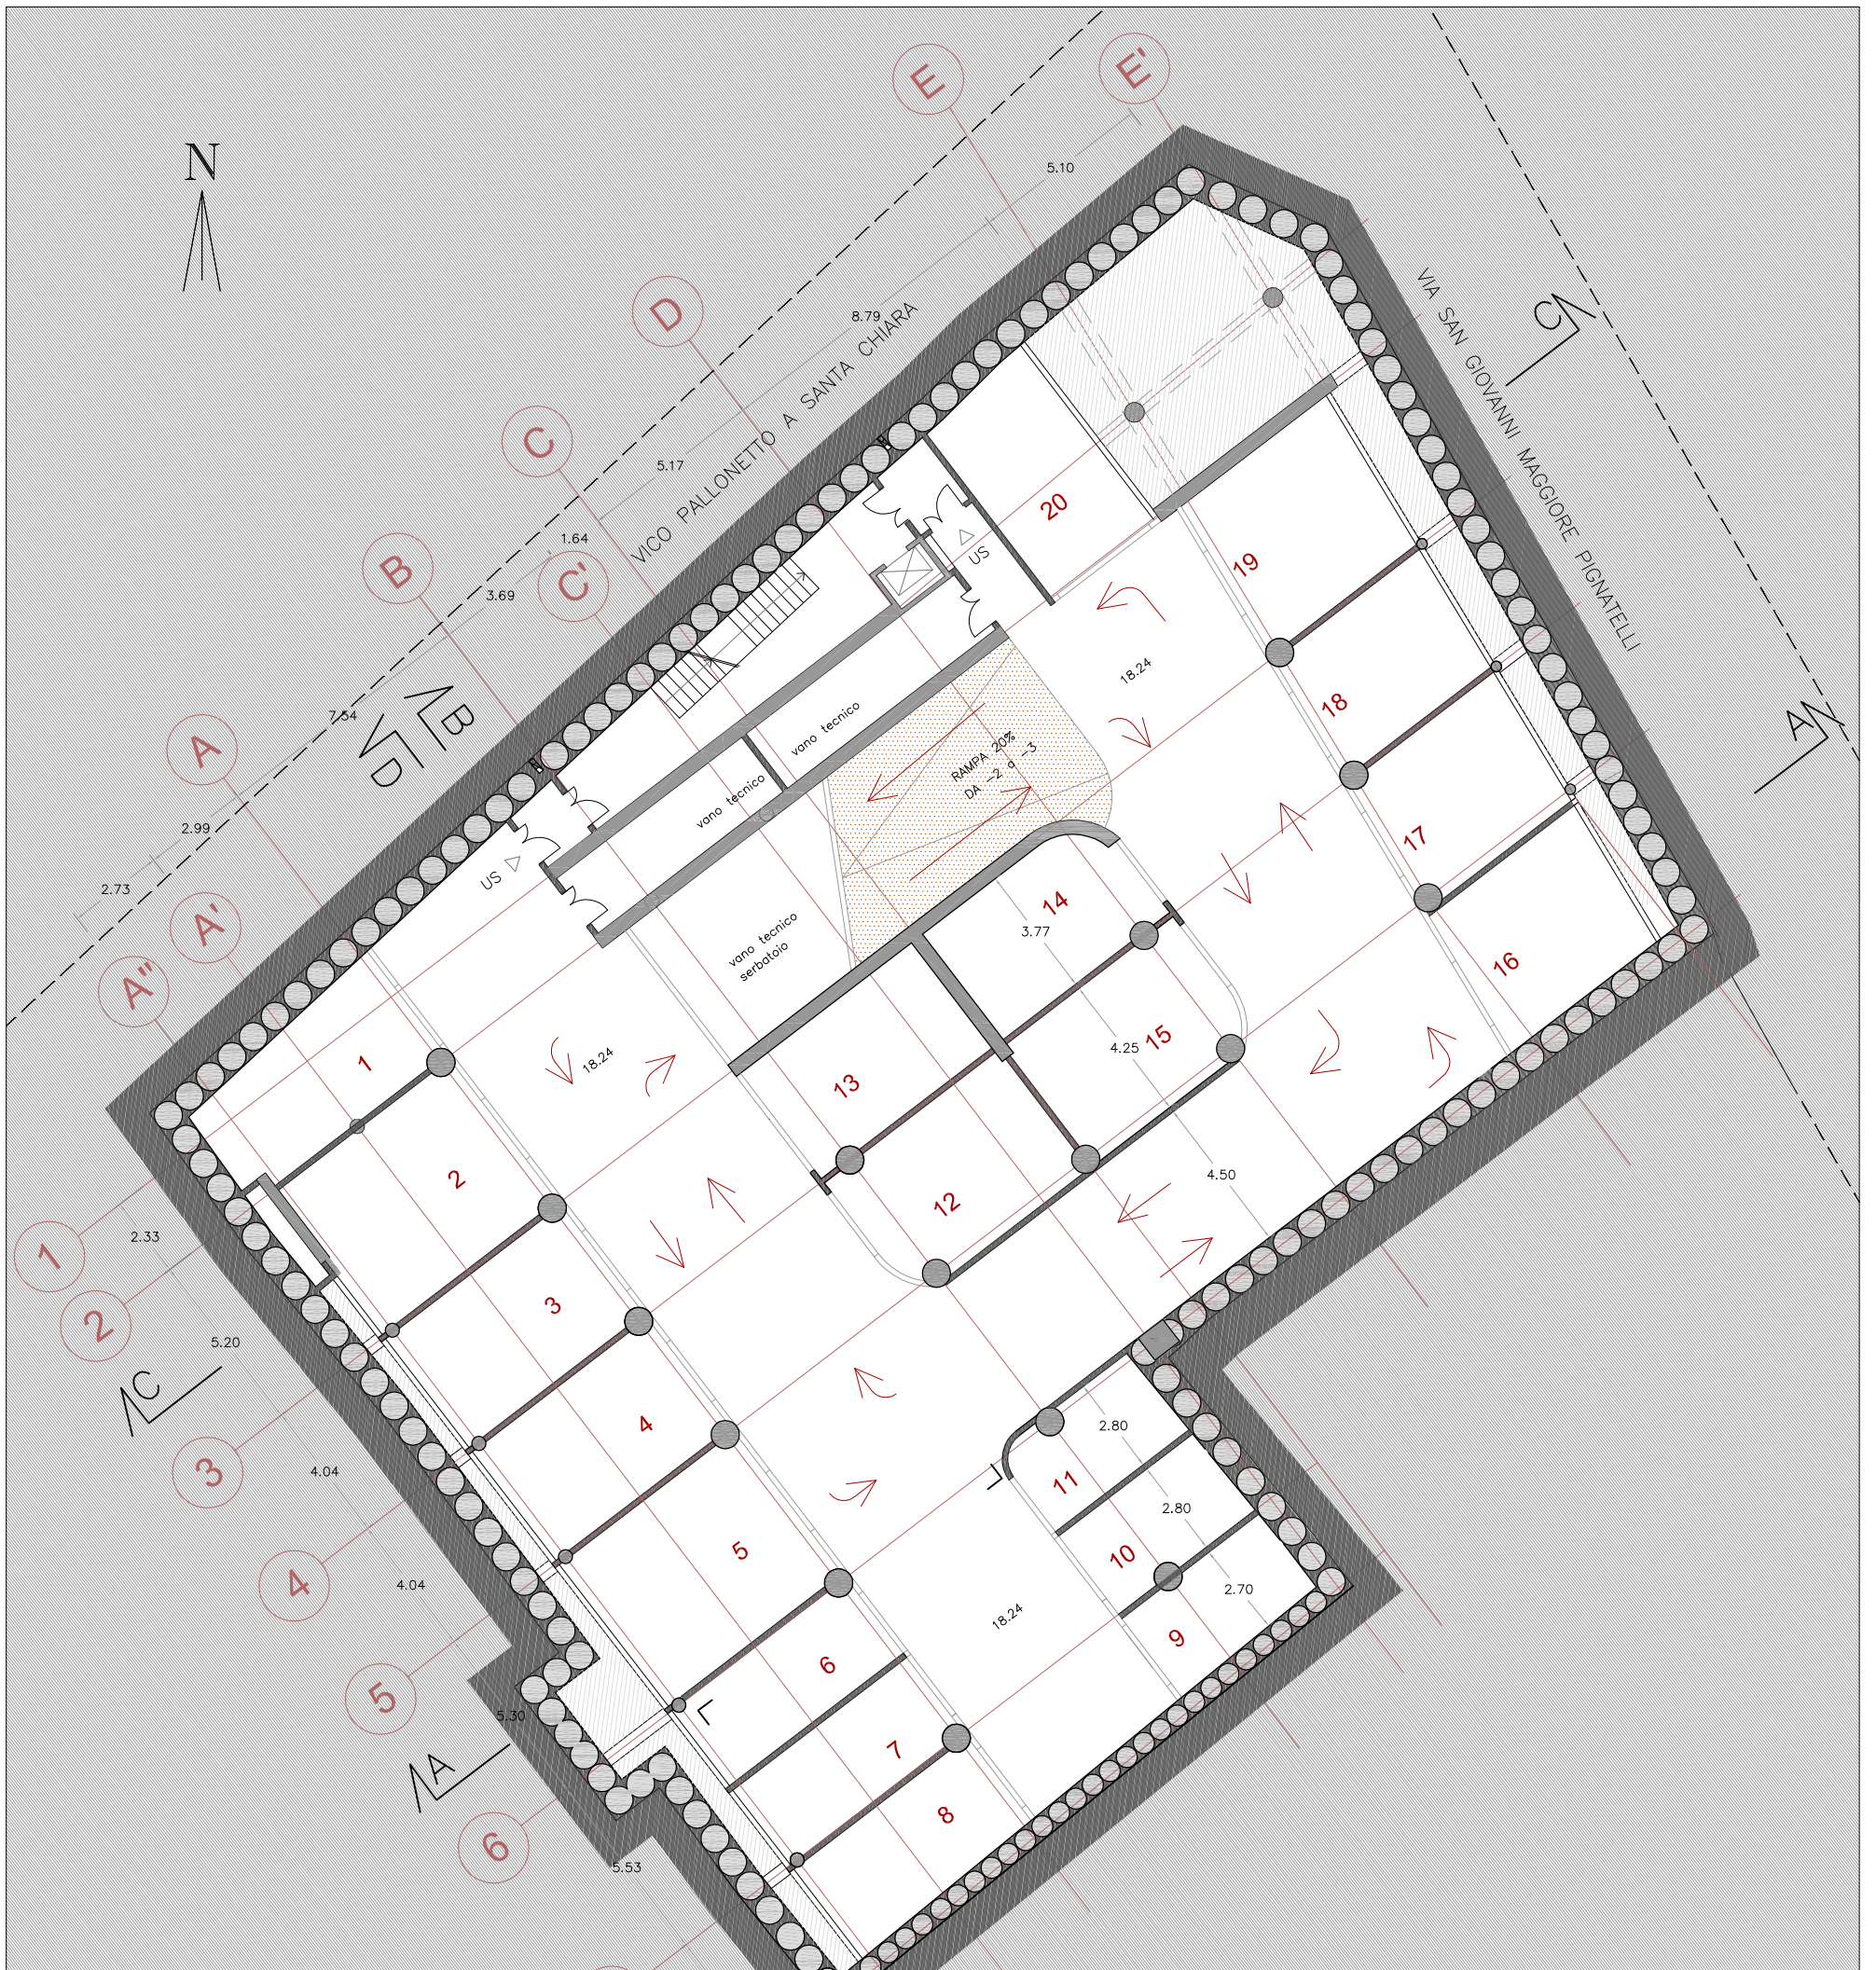 E
E'
5.10
N
D
8.79
VICO PALLONETTO A SANTA CHIARA
VIA SAN GIOVANNI MAGGIORE PIGNATELLI
C
C
5.17
20
B
1.64
C'
3.69
US
19
18.24
A
B
D
7.54
18
A
vano tecnico
vano tecnico
RAMPA 20%
DA -2 a -3
2.99
US
17
2.73
A'
14
3.77
vano tecnico
serbatoio
16
A"
15
4.25
1
18.24
13
2
12
4.50
1
2.33
2
3
5.20
C
4
11
2.80
3
4.04
5
10
2.80
4
4.04
9
2.70
18.24
6
5
5.30
7
A
8
6
5.53